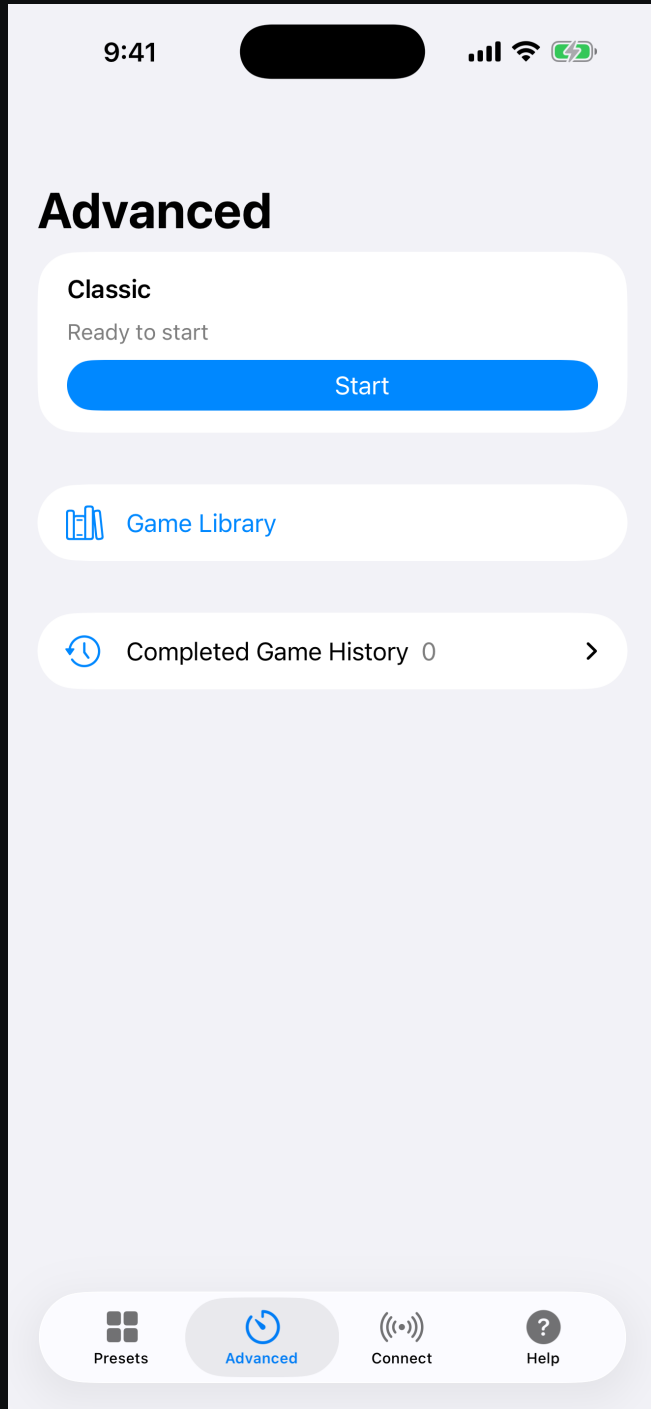 9:41
Advanced
Classic
Ready to start
Start
Game Library
Completed Game History 0
Presets
Advanced
Connect
? Help